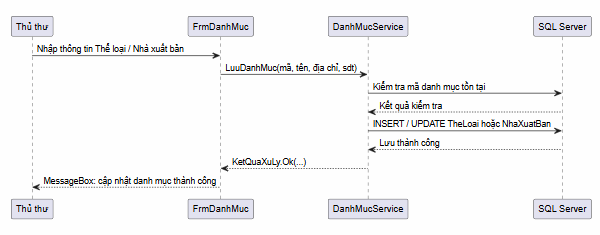 Thủ thư FrmDanhMuc DanhMucService SQL Server
Nhập thông tin Thể loại / Nhà xuất bản
LuuDanhMuc(mã, tên, địa chỉ, sdt)
Kiểm tra mã danh mục tồn tại
Kết quả kiểm tra
INSERT / UPDATE TheLoai hoặc NhaXuatBan
Lưu thành công
KetQuaXuLy.Ok(...)
MessageBox: cập nhật danh mục thành công
Thủ thư FrmDanhMuc DanhMucService SQL Server